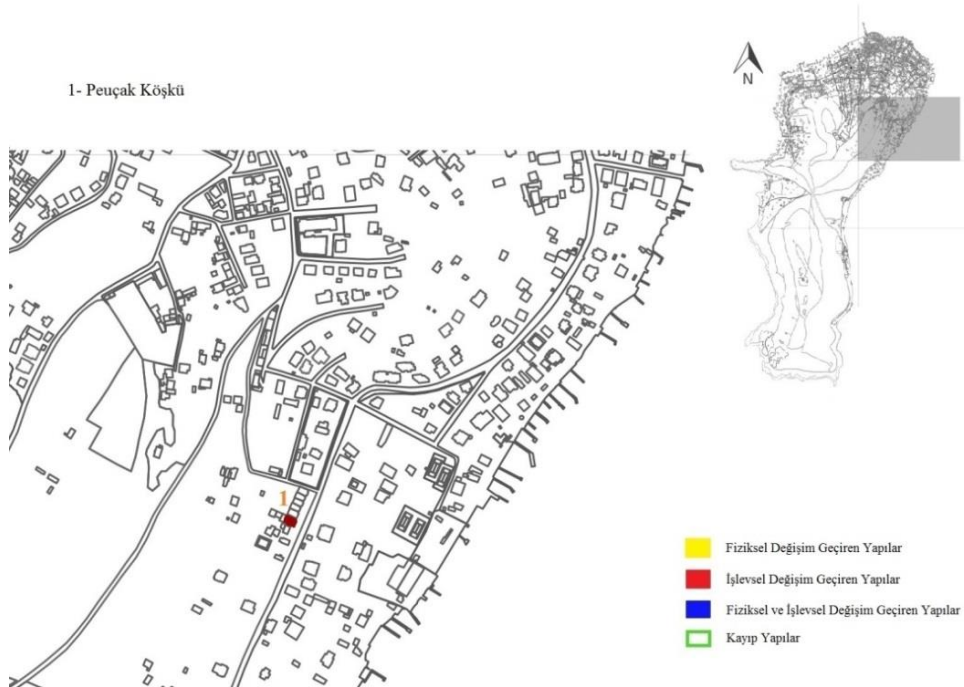 1- Peuçak Köşkü
N
1
Fiziksel Değişim Geçiren Yapılar
İşlevsel Değişim Geçiren Yapılar
Fiziksel ve İşlevsel Değişim Geçiren Yapılar
Kayıp Yapılar